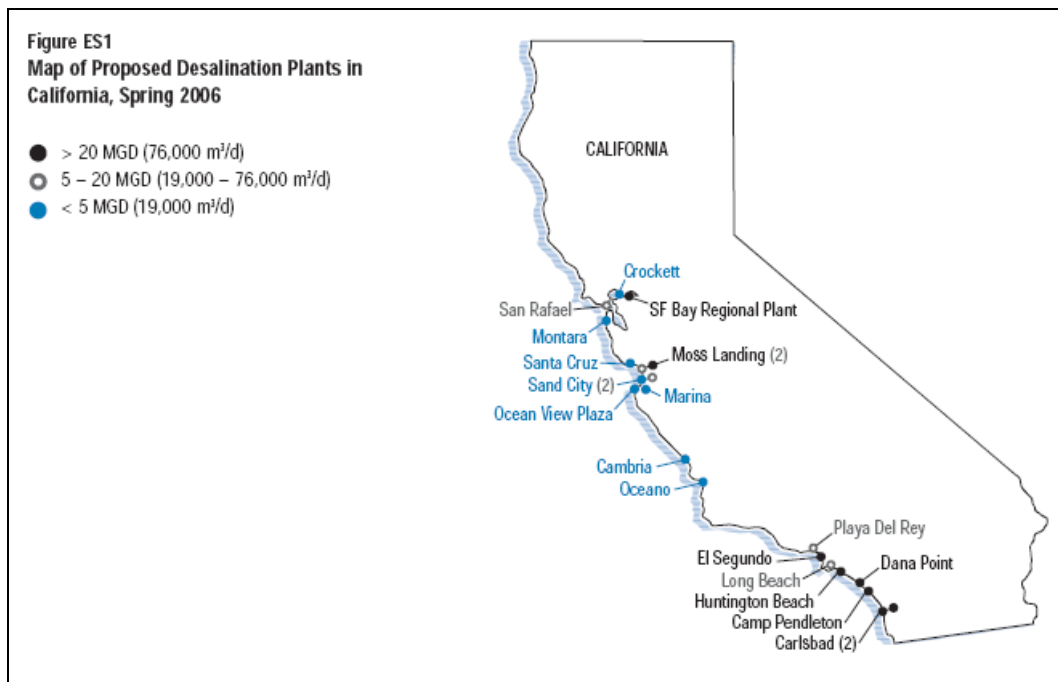 Figure ES1
Map of Proposed Desalination Plants in
California, Spring 2006
> 20 MGD (76,000 m³/d)
5 – 20 MGD (19,000 – 76,000 m³/d)
< 5 MGD (19,000 m³/d)
CALIFORNIA
Crockett
San Rafael
SF Bay Regional Plant
Montara
Moss Landing (2)
Santa Cruz
Sand City (2)
Marina
Ocean View Plaza
Cambria
Oceano
Playa Del Rey
El Segundo
Dana Point
Long Beach
Huntington Beach
Camp Pendleton
Carlsbad (2)